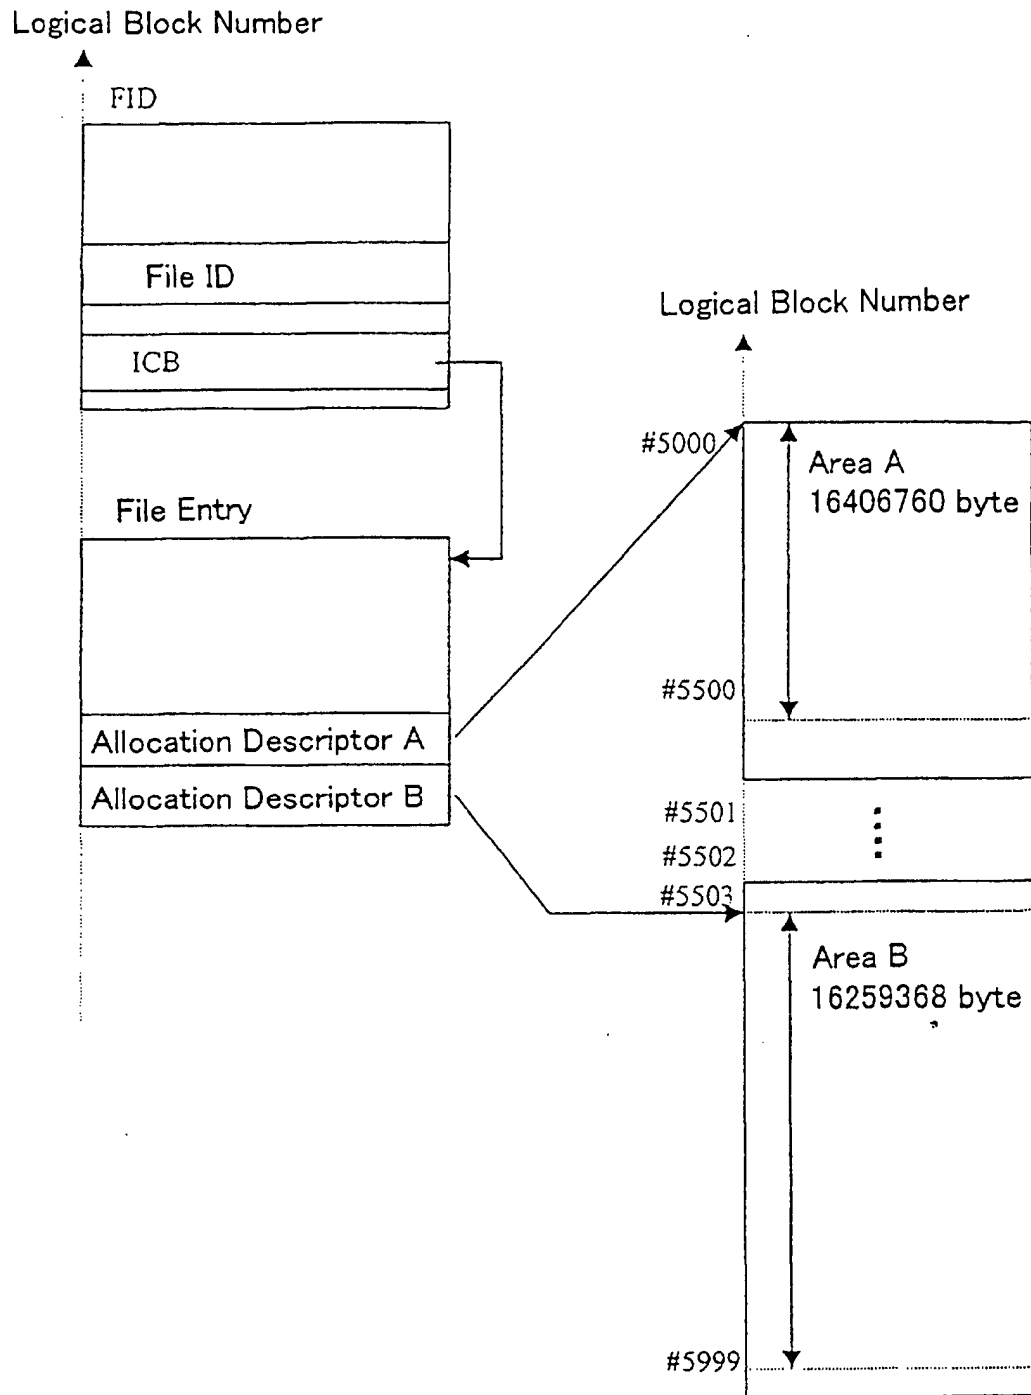 Logical Block Number
FID
File ID
ICB
File Entry
Allocation Descriptor A
Allocation Descriptor B
Logical Block Number
#5000
Area A
16406760 byte
#5500
#5501
#5502
#5503
Area B
16259368 byte
#5999